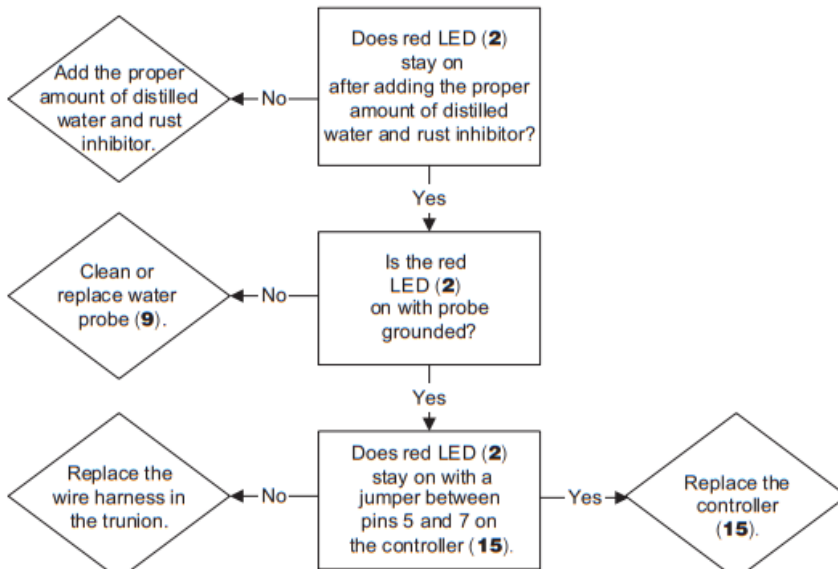 Does red LED (2)
stay on
after adding the proper
amount of distilled
water and rust inhibitor?
No
Add the proper
amount of distilled
water and rust
inhibitor.
Yes
Is the red
LED (2)
on with probe
grounded?
No
Clean or
replace water
probe (9).
Yes
Does red LED (2)
stay on with a
jumper between
pins 5 and 7 on
the controller (15).
No
Replace the
wire harness in
the trunion.
Yes
Replace the
controller
(15).